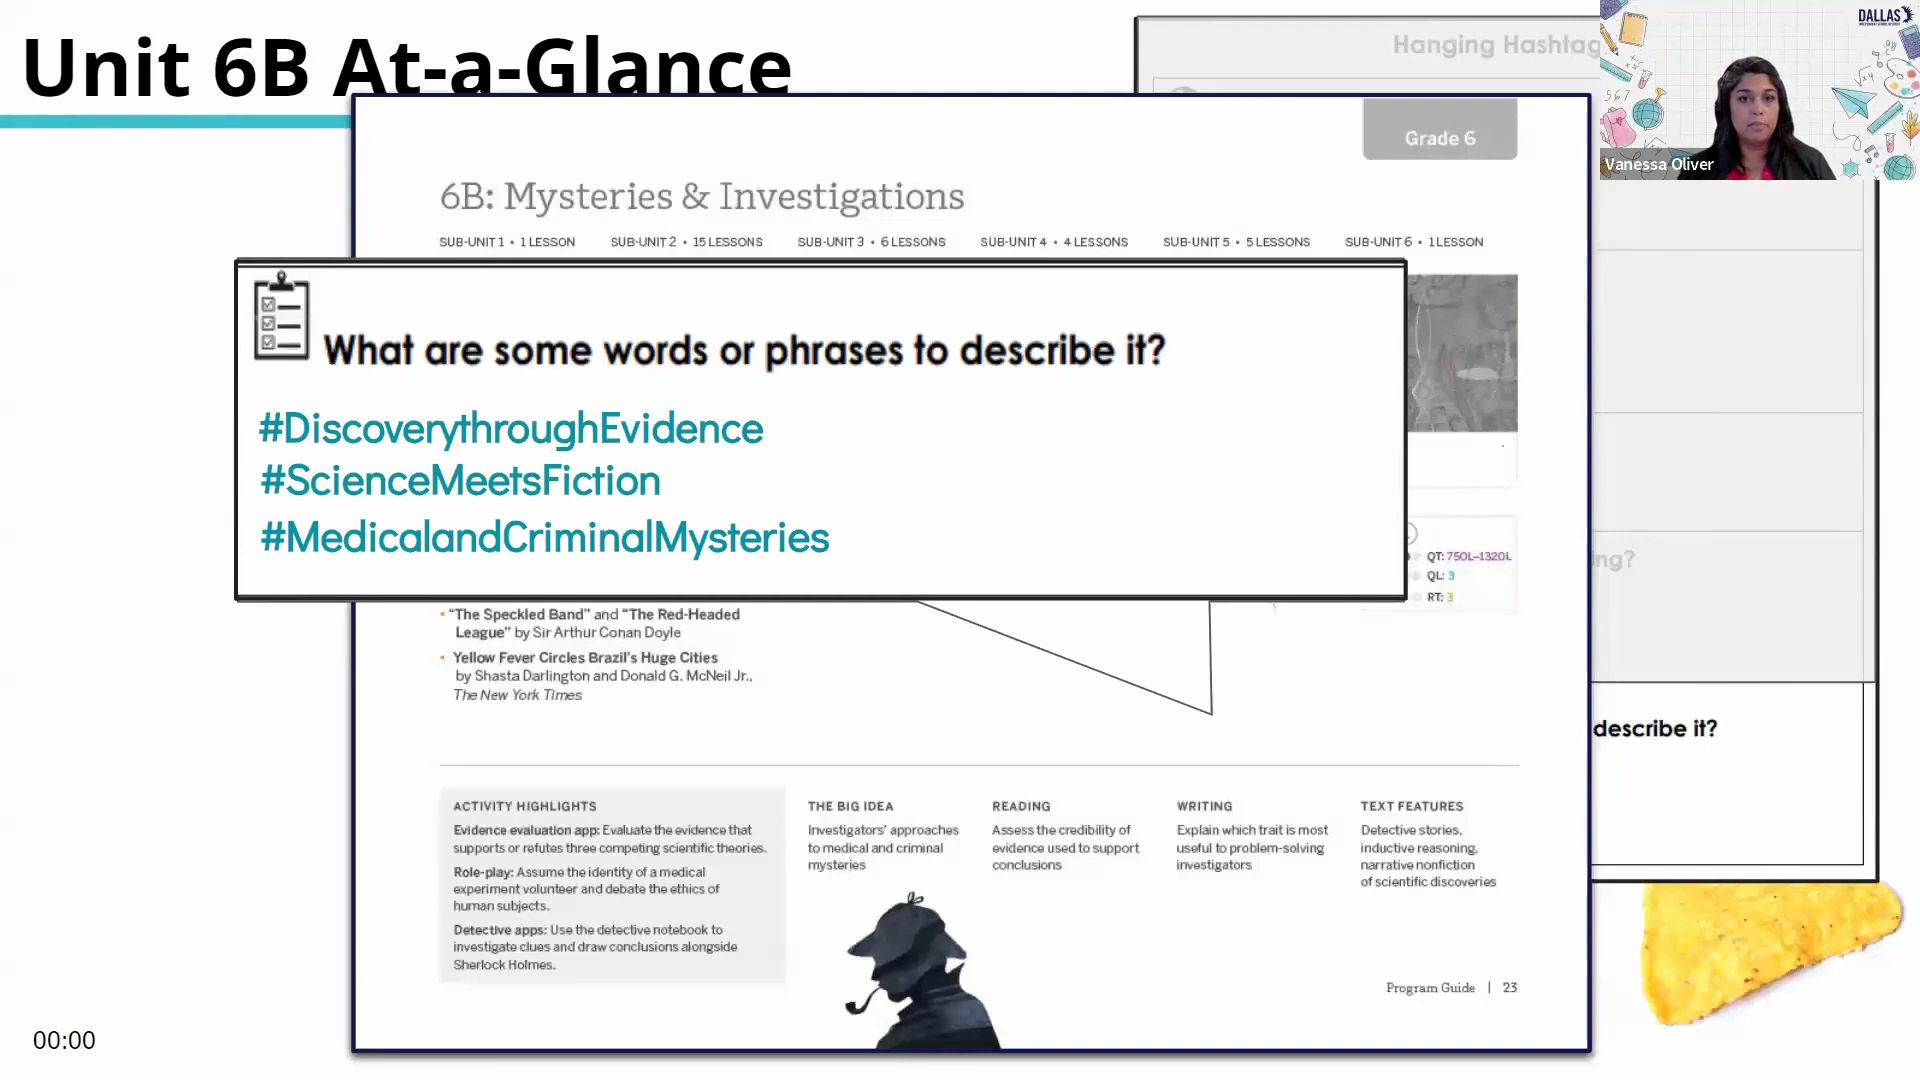 Unit 6B At-a-Glance
Hanging Hashtag
DALLAS
Vanessa Oliver
Grade 6
6B: Mysteries & Investigations
SUB-UNIT 1 • 1 LESSON
SUB-UNIT 2 • 15 LESSONS
SUB-UNIT 3 • 6 LESSONS
SUB-UNIT 4 • 4 LESSONS
SUB-UNIT 5 • 5 LESSONS
SUB-UNIT 6 • 1 LESSON
What are some words or phrases to describe it?
#DiscoverythroughEvidence
#ScienceMeetsFiction
#MedicalandCriminalMysteries
QT: 750L–1320L
QL: 3
RT: 3
ing?
• “The Speckled Band” and “The Red-Headed
League” by Sir Arthur Conan Doyle
• Yellow Fever Circles Brazil’s Huge Cities
by Shasta Darlington and Donald G. McNeil Jr.,
The New York Times
describe it?
ACTIVITY HIGHLIGHTS
Evidence evaluation app: Evaluate the evidence that
supports or refutes three competing scientific theories.
Role-play: Assume the identity of a medical
experiment volunteer and debate the ethics of
human subjects.
Detective apps: Use the detective notebook to
investigate clues and draw conclusions alongside
Sherlock Holmes.
THE BIG IDEA
Investigators’ approaches
to medical and criminal
mysteries
READING
Assess the credibility of
evidence used to support
conclusions
WRITING
Explain which trait is most
useful to problem-solving
investigators
TEXT FEATURES
Detective stories,
inductive reasoning,
narrative nonfiction
of scientific discoveries
Program Guide | 23
00:00